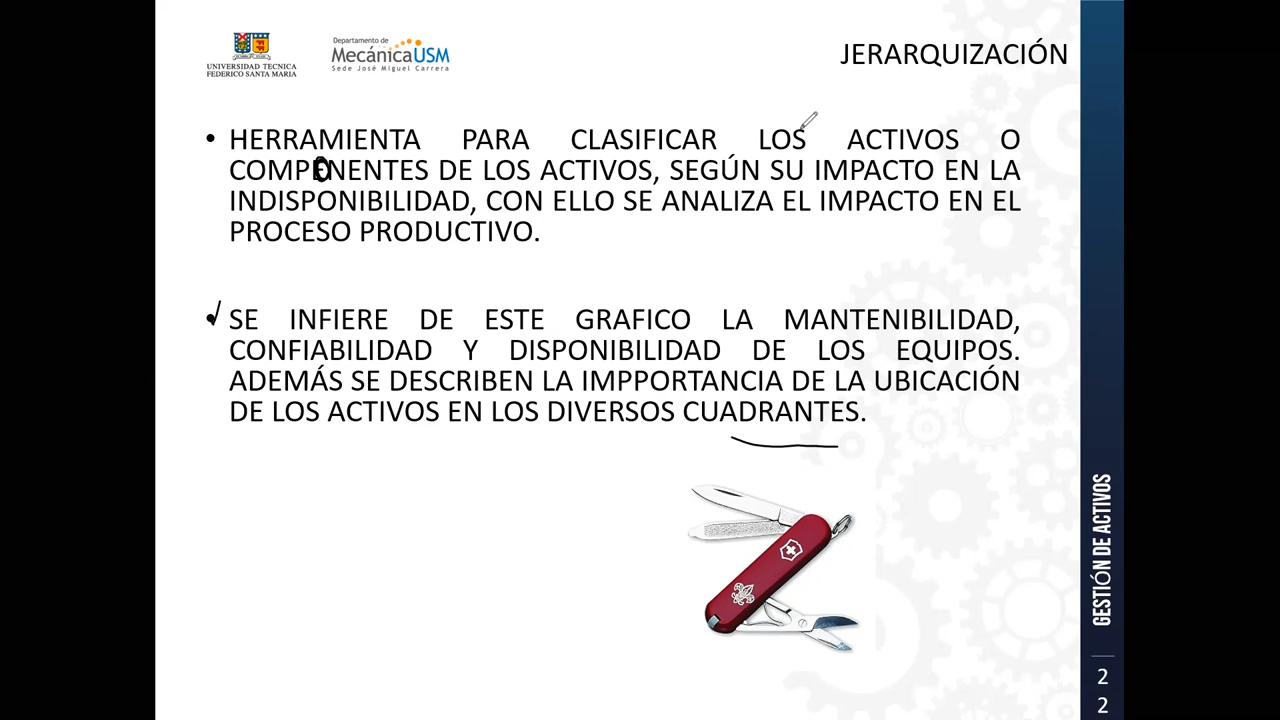 UNIVERSIDAD TECNICA
FEDERICO SANTA MARIA
Departamento de
MecánicaUSM
Sede José Miguel Carrera
JERARQUIZACIÓN
• HERRAMIENTA PARA CLASIFICAR LOS ACTIVOS O
COMPONENTES DE LOS ACTIVOS, SEGÚN SU IMPACTO EN LA
INDISPONIBILIDAD, CON ELLO SE ANALIZA EL IMPACTO EN EL
PROCESO PRODUCTIVO.
• SE INFIERE DE ESTE GRAFICO LA MANTENIBILIDAD,
CONFIABILIDAD Y DISPONIBILIDAD DE LOS EQUIPOS.
ADEMÁS SE DESCRIBEN LA IMPPORTANCIA DE LA UBICACIÓN
DE LOS ACTIVOS EN LOS DIVERSOS CUADRANTES.
GESTIÓN DE ACTIVOS
2
2